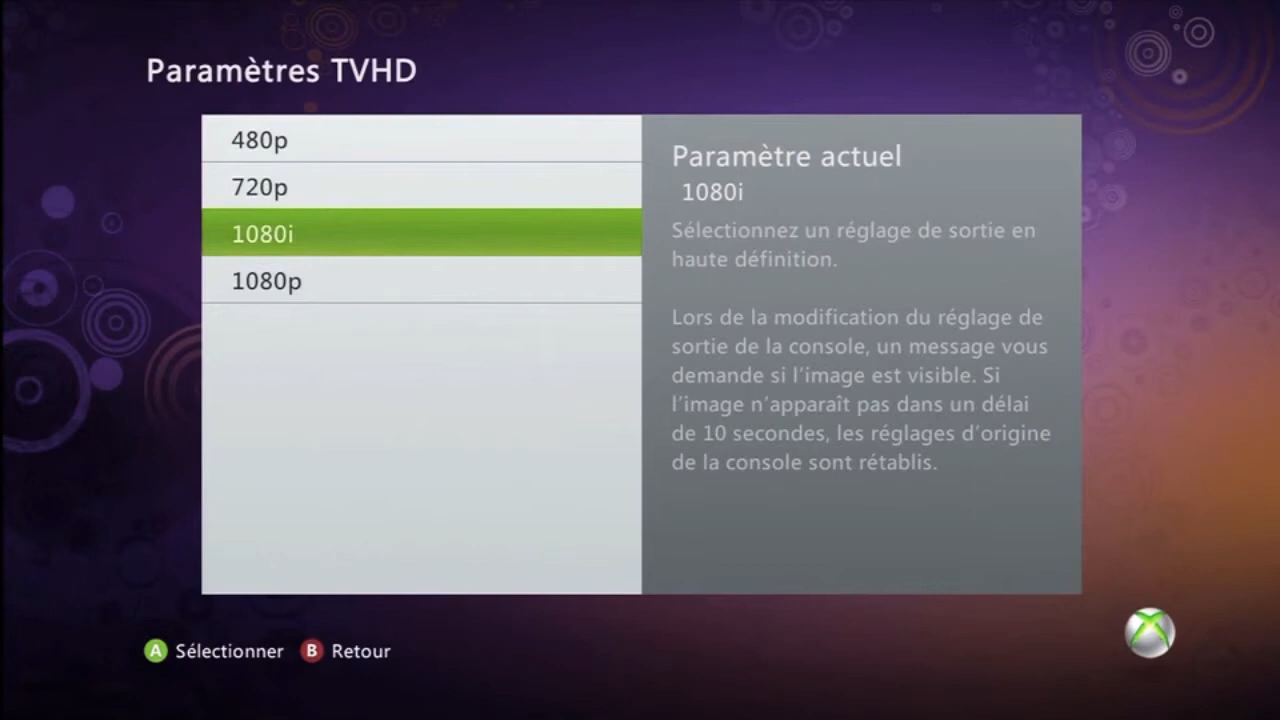 Paramètres TVHD
480p
720p
1080i
1080p
Paramètre actuel
1080i
Sélectionnez un réglage de sortie en
haute définition.
Lors de la modification du réglage de
sortie de la console, un message vous
demande si l'image est visible. Si
l'image n'apparaît pas dans un délai
de 10 secondes, les réglages d'origine
de la console sont rétablis.
A Sélectionner B Retour